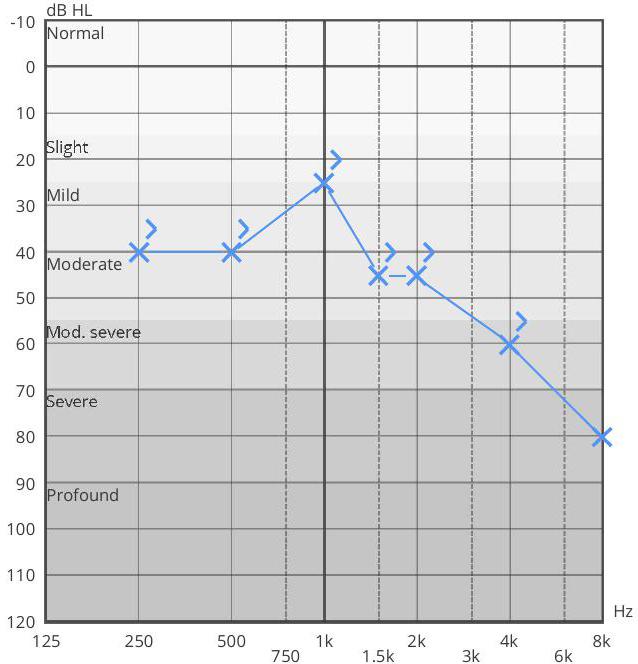 dB HL
-10
Normal
0
10
Slight
20
Mild
30
40
Moderate
50
Mod. severe
60
70
Severe
80
90
Profound
100
110
120
Hz
125 250 500 1k 2k 4k 8k
750 1.5k 3k 6k